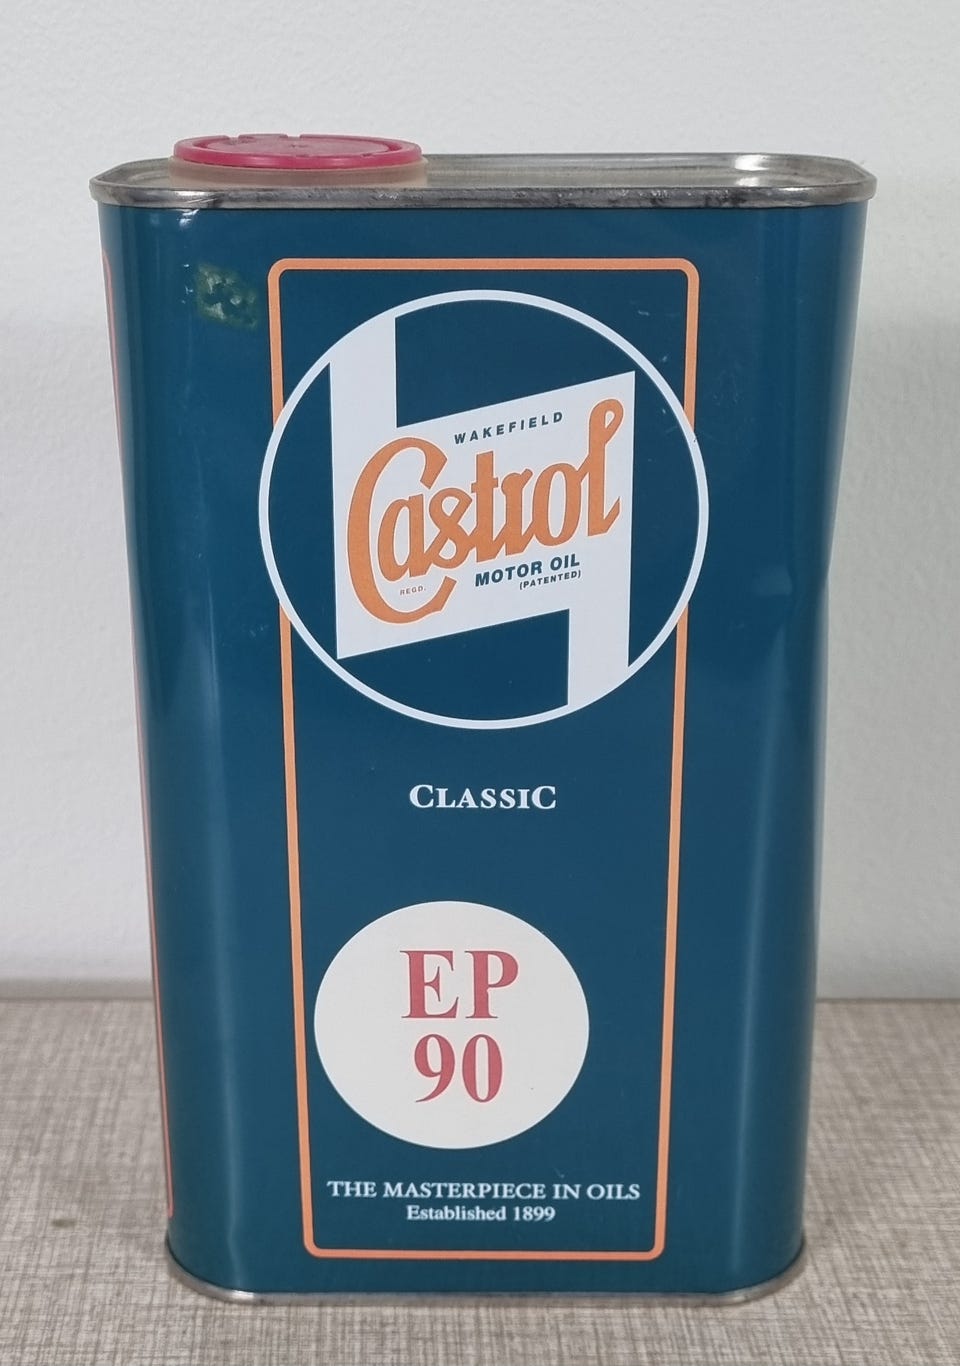 WAKEFIELD
Castrol
REGD.
MOTOR OIL
(PATENTED)
CLASSIC
EP
90
THE MASTERPIECE IN OILS
Established 1899